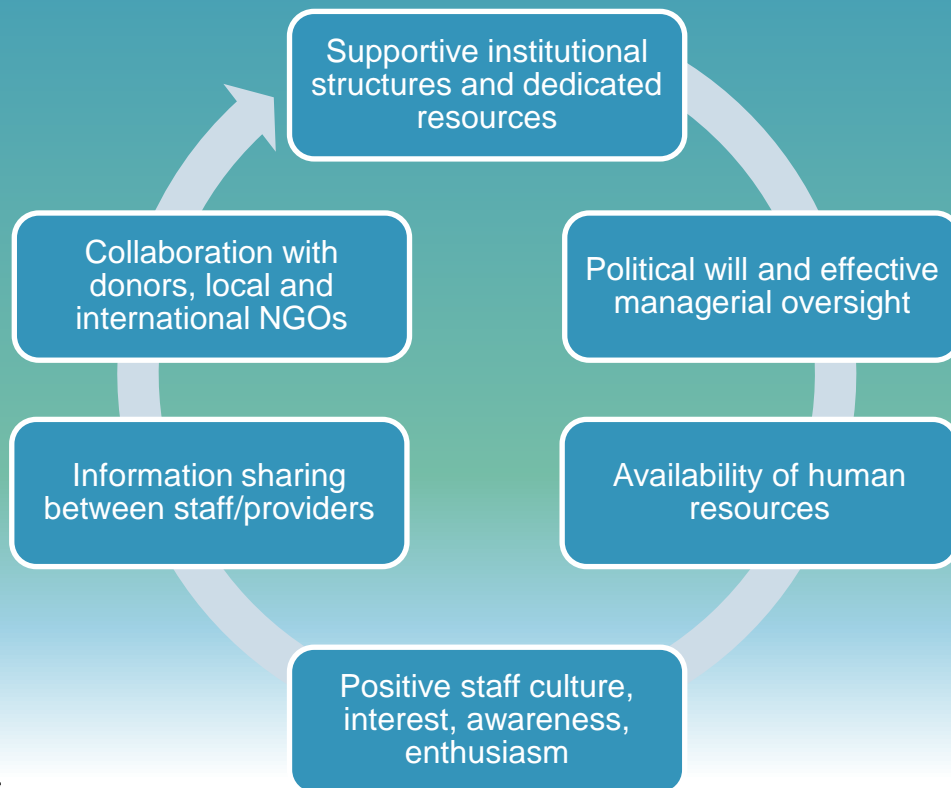 Supportive institutional
structures and dedicated
resources
Political will and effective
managerial oversight
Availability of human
resources
Positive staff culture,
interest, awareness,
enthusiasm
Information sharing
between staff/providers
Collaboration with
donors, local and
international NGOs